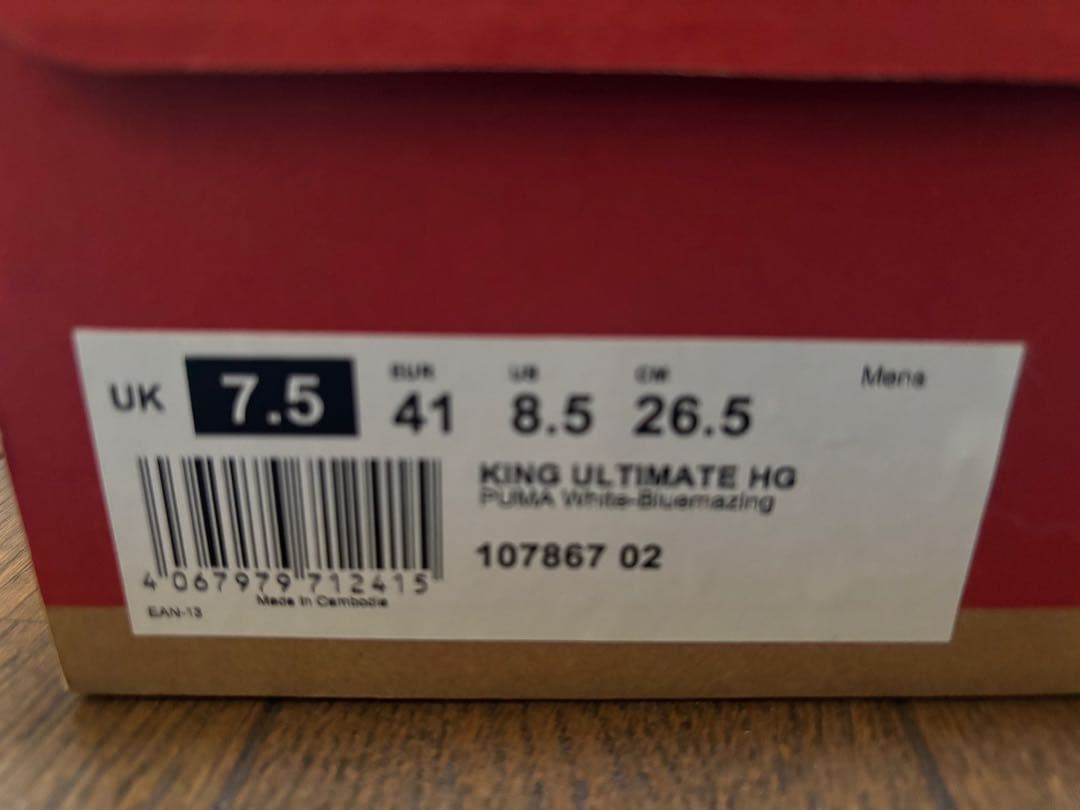 UK 7.5 EUR 41 US 8.5 CM 26.5 Mens
KING ULTIMATE HG
PUMA White-Bluemazing
107867 02
4 067979 712415
Made in Cambodia
EAN-13